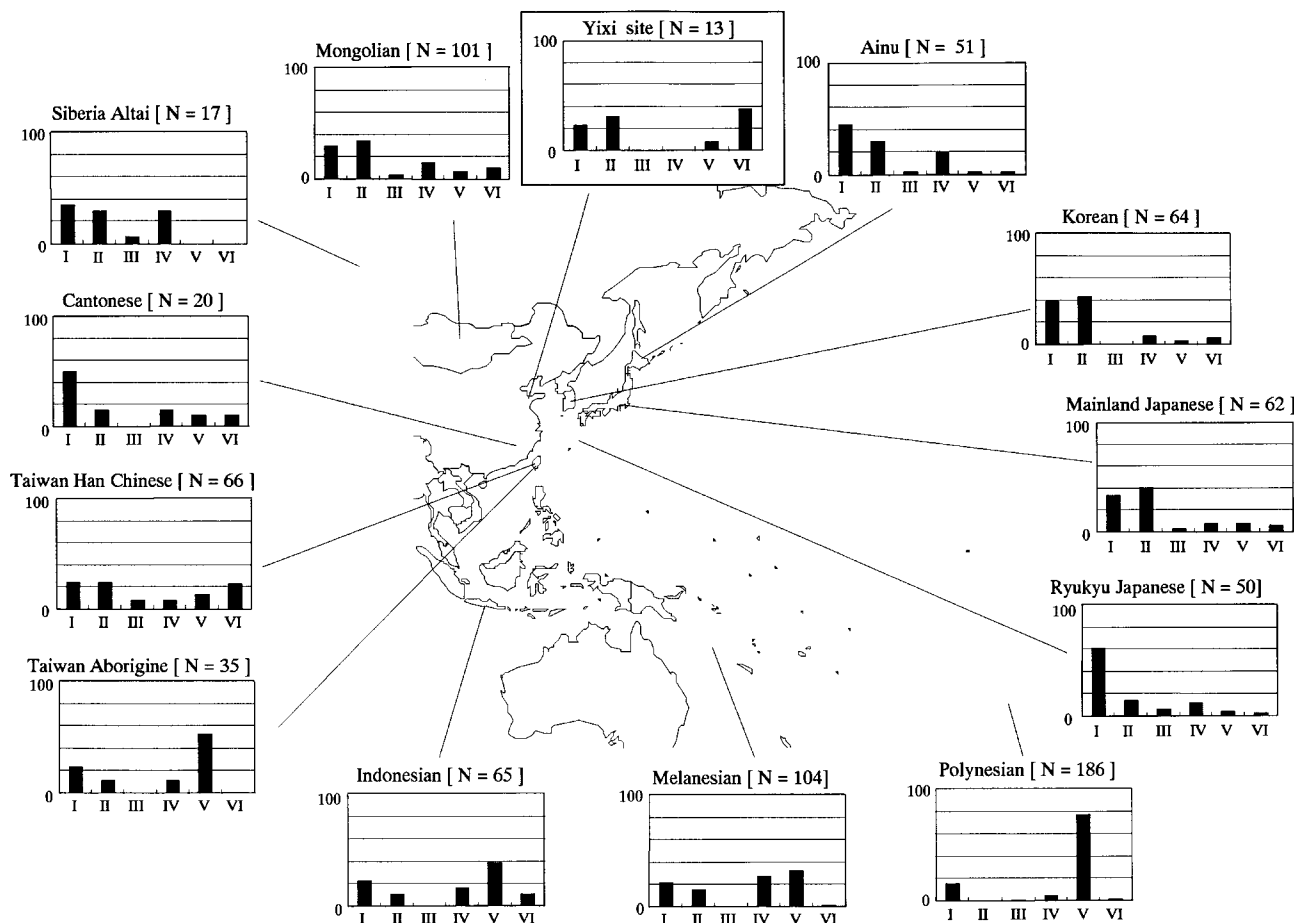 Yixi site [ N = 13 ]
100
0
I II III IV V VI
Mongolian [ N = 101 ]
100
0
I II III IV V VI
Ainu [ N = 51 ]
100
0
I II III IV V VI
Siberia Altai [ N = 17 ]
100
0
I II III IV V VI
Korean [ N = 64 ]
100
0
I II III IV V VI
Cantonese [ N = 20 ]
100
0
I II III IV V VI
Mainland Japanese [ N = 62 ]
100
0
I II III IV V VI
Taiwan Han Chinese [ N = 66 ]
100
0
I II III IV V VI
Ryukyu Japanese [ N = 50]
100
0
I II III IV V VI
Taiwan Aborigine [ N = 35 ]
100
0
I II III IV V VI
Indonesian [ N = 65 ]
100
0
I II III IV V VI
Melanesian [ N = 104 ]
100
0
I II III IV V VI
Polynesian [ N = 186 ]
100
0
I II III IV V VI